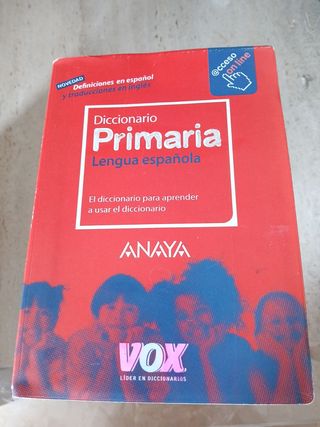 NOVEDAD
Definiciones en español
y traducciones en inglés
@cceso
on line
Diccionario
Primaria
Lengua española
El diccionario para aprender
a usar el diccionario
ANAYA
VOX
LÍDER EN DICCIONARIOS